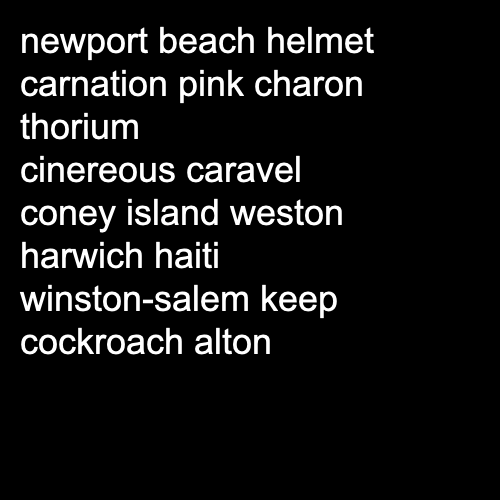 newport beach helmet
carnation pink charon
thorium
cinereous caravel
coney island weston
harwich haiti
winston-salem keep
cockroach alton